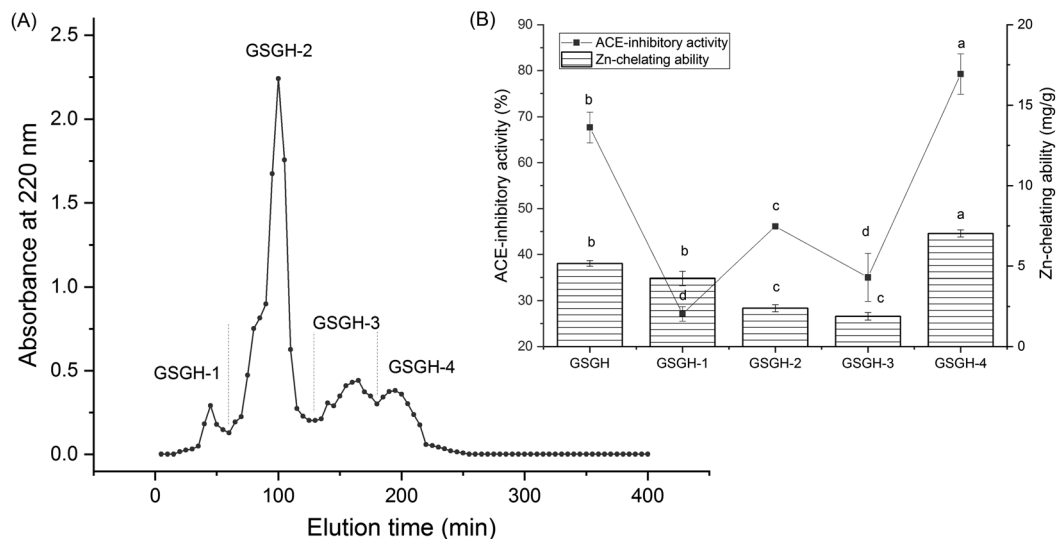 (A)
GSGH-2
GSGH-1
GSGH-3
GSGH-4
Absorbance at 220 nm
2.5
2.0
1.5
1.0
0.5
0.0
0 100 200 300 400
Elution time (min)
(B)
ACE-inhibitory activity
Zn-chelating ability
ACE-inhibitory activity (%)
90
80
70
60
50
40
30
20
Zn-chelating ability (mg/g)
20
15
10
5
0
b
d
c
d
a
b
b
c
c
a
GSGH GSGH-1 GSGH-2 GSGH-3 GSGH-4